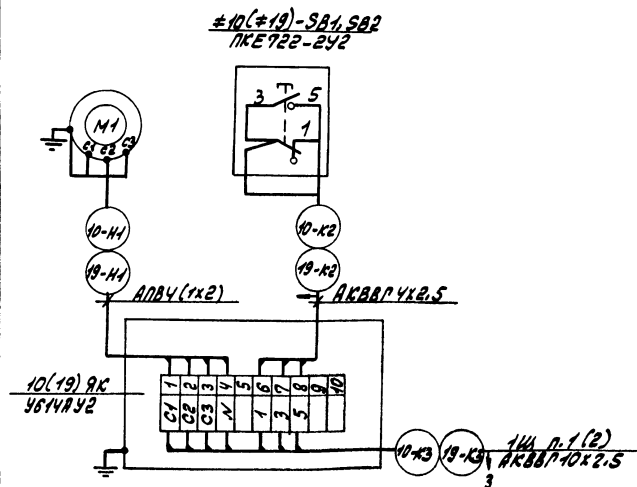 ≠10(≠19)-SB1, SB2
ПКЕ722-2У2
3 5
1
М1
С1 С2 С3
10-Н1
19-Н1
10-К2
19-К2
АПВ4(1х2)
АКВВГ4х2.5
10(19) ЯК
У614АУ2
1 2 3 4 5 6 7 8 9 10
С1 С2 С3 N 1 3 5
10-К3 19-К3
1Щ п.1(2)
АКВВГ10х2.5
3